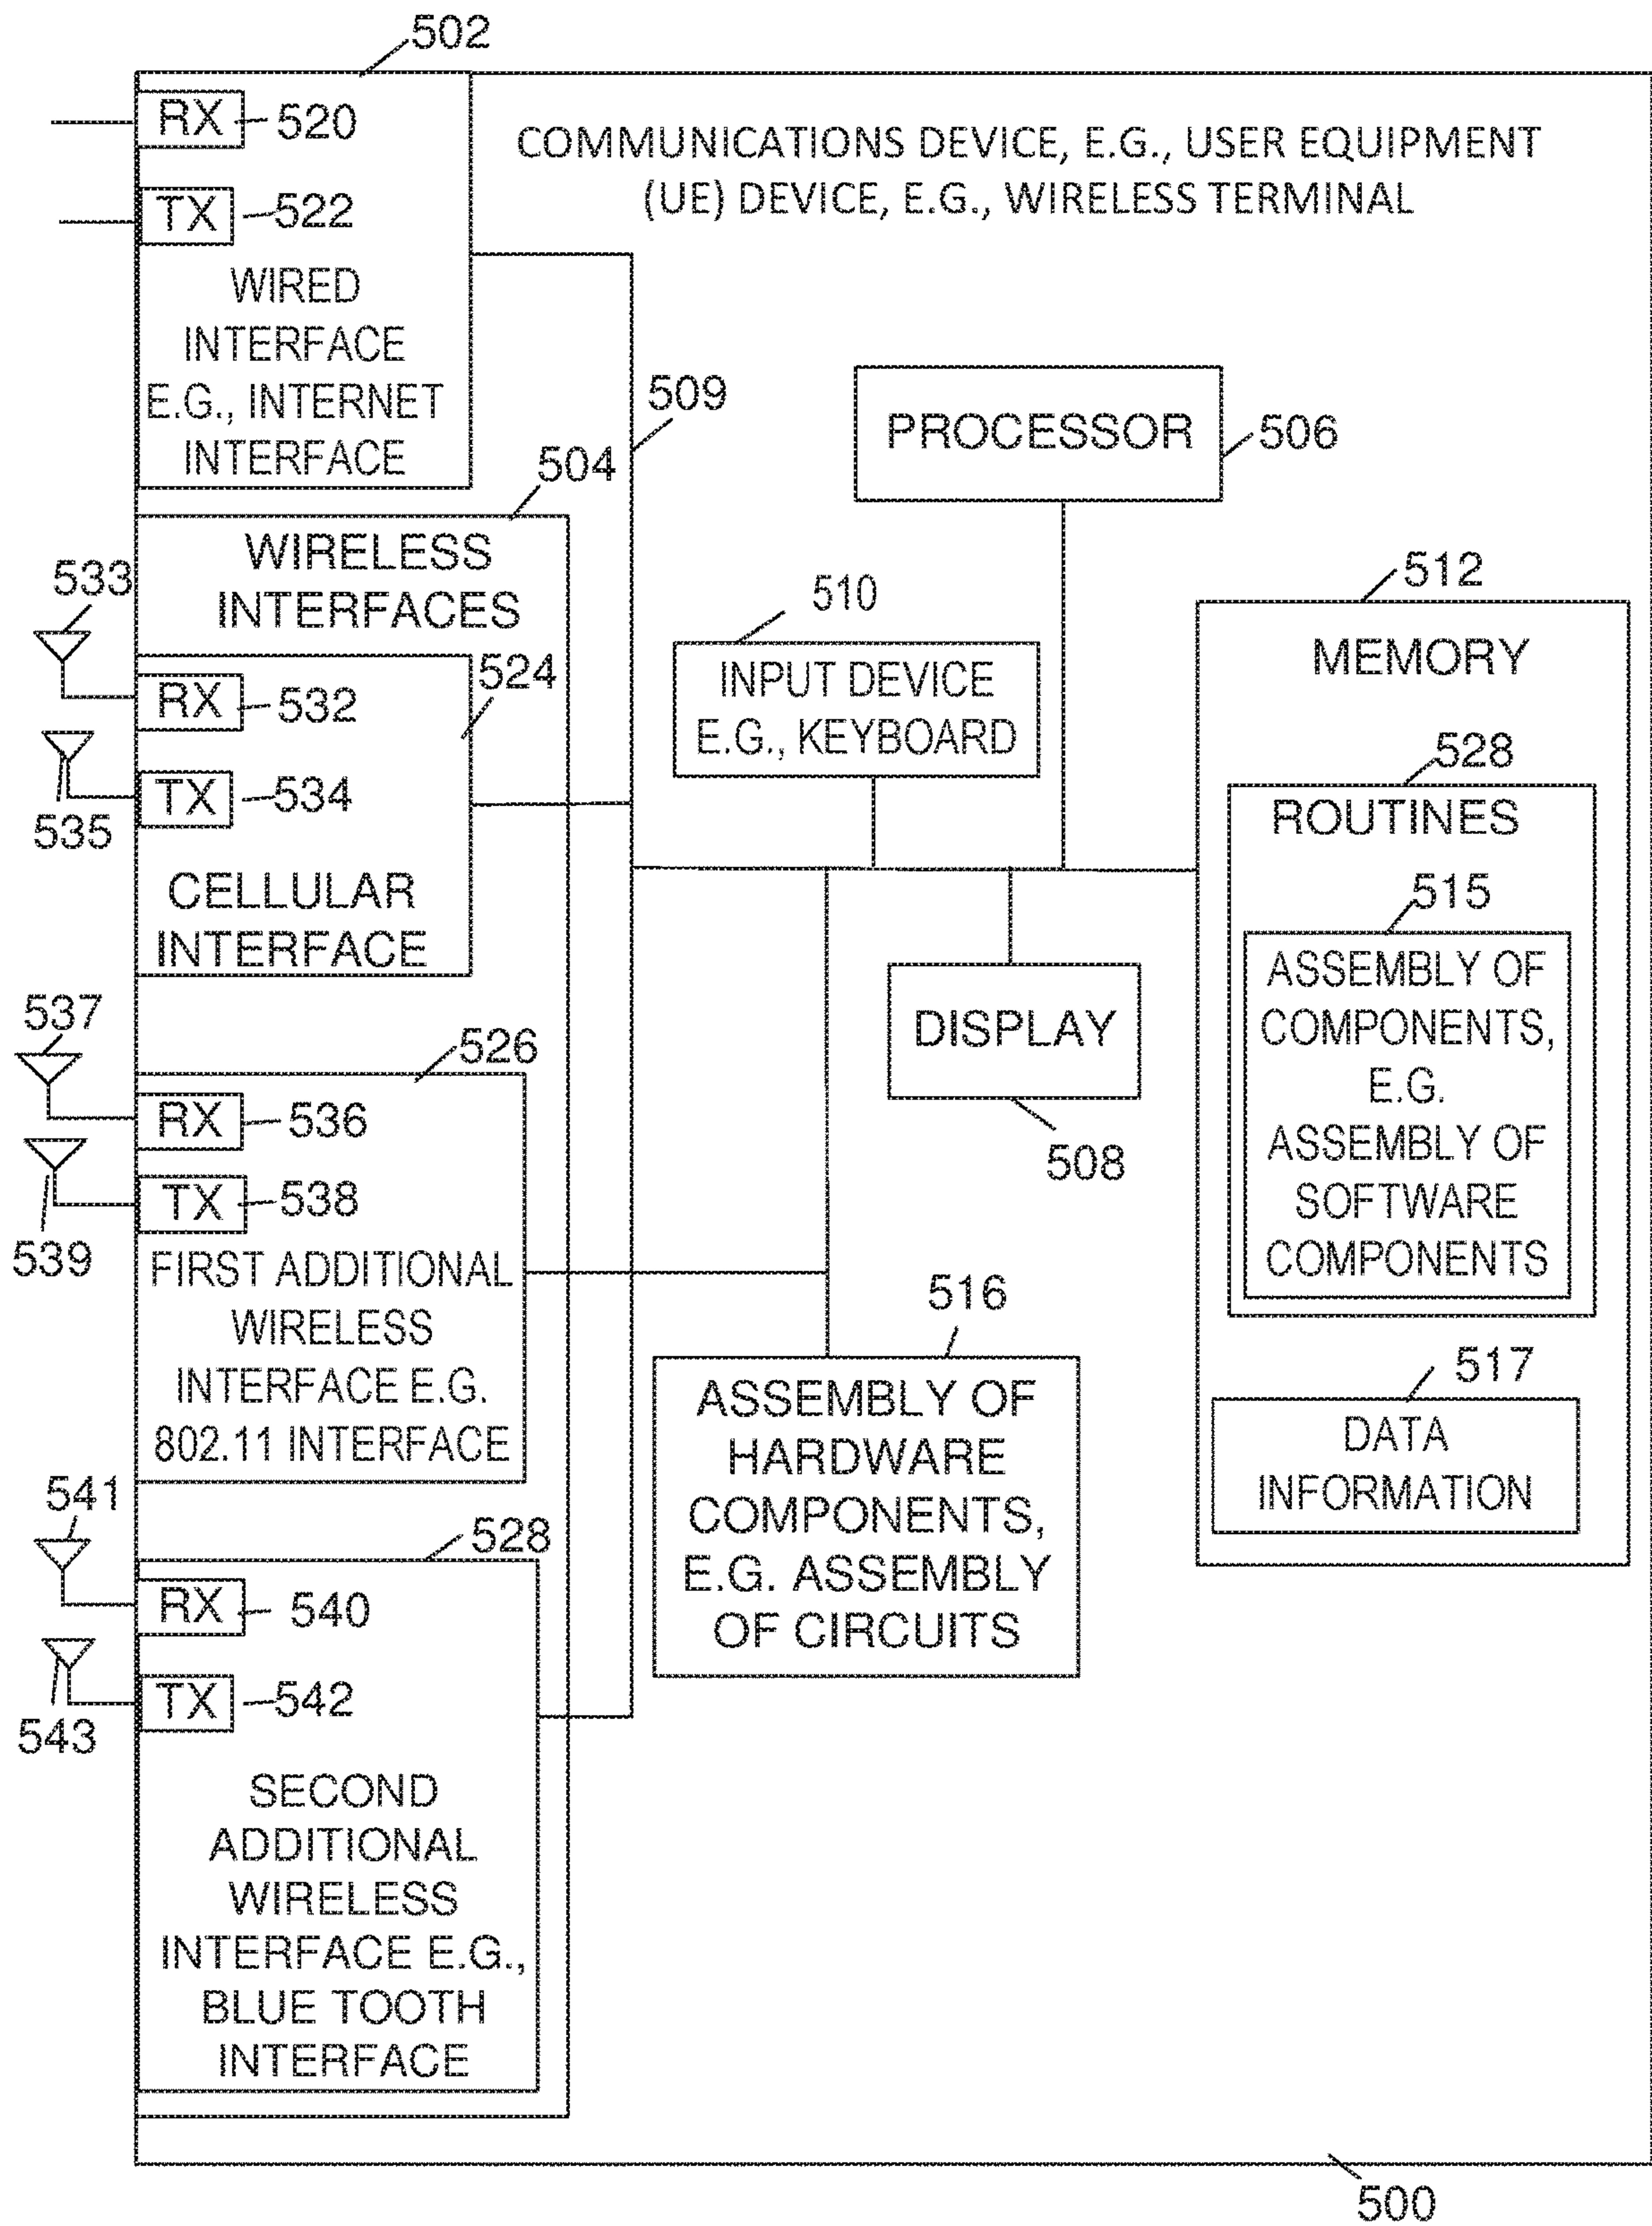 502
RX 520
TX 522
WIRED
INTERFACE
E.G., INTERNET
INTERFACE
COMMUNICATIONS DEVICE, E.G., USER EQUIPMENT
(UE) DEVICE, E.G., WIRELESS TERMINAL
509
504
WIRELESS
INTERFACES
533
524
RX 532
TX 534
535
CELLULAR
INTERFACE
537
526
RX 536
TX 538
539
FIRST ADDITIONAL
WIRELESS
INTERFACE E.G.
802.11 INTERFACE
541
528
RX 540
TX 542
543
SECOND
ADDITIONAL
WIRELESS
INTERFACE E.G.,
BLUE TOOTH
INTERFACE
PROCESSOR 506
510
INPUT DEVICE
E.G., KEYBOARD
DISPLAY
508
516
ASSEMBLY OF
HARDWARE
COMPONENTS,
E.G. ASSEMBLY
OF CIRCUITS
512
MEMORY
528
ROUTINES
515
ASSEMBLY OF
COMPONENTS,
E.G.
ASSEMBLY OF
SOFTWARE
COMPONENTS
517
DATA
INFORMATION
500